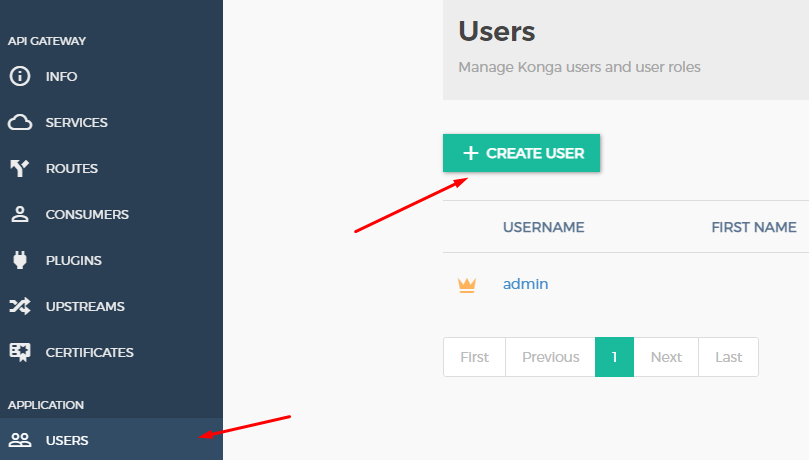 API GATEWAY
INFO
SERVICES
ROUTES
CONSUMERS
PLUGINS
UPSTREAMS
CERTIFICATES
APPLICATION
USERS
Users
Manage Konga users and user roles
+ CREATE USER
USERNAME FIRST NAME
admin
First Previous 1 Next Last